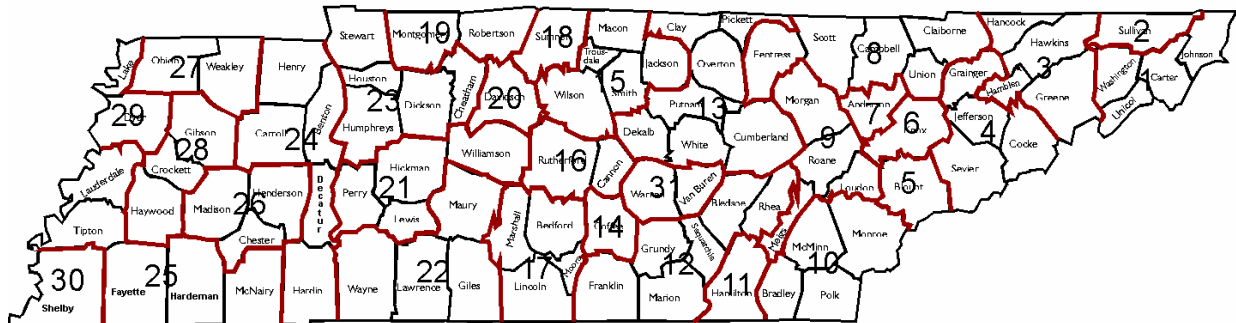 Stewart
Montgomery
19
Robertson
Sumner
18
Macon
Clay
Pickett
Fentress
Scott
Campbell
8
Claiborne
Hancock
Hawkins
Sullivan
2
Johnson
Lake
Obion
27
Weakley
Henry
Houston
23
Dickson
Cheatham
Davidson
20
Wilson
Trous-
dale
5
Smith
Jackson
Overton
Putnam
13
Morgan
Anderson
7
Union
Grainger
Hamblen
3
Greene
Washington
1
Carter
Unicoi
29
Gibson
28
Crockett
Carroll
24
Benton
Humphreys
Hickman
Williamson
Rutherford
16
Cannon
Dekalb
White
Cumberland
9
Roane
Knox
6
Jefferson
4
Cocke
Sevier
Lauderdale
Haywood
Madison
26
Henderson
Decatur
Perry
21
Lewis
Maury
Marshall
Bedford
Coffee
14
Warren
31
Van Buren
Bledsoe
Rhea
Meigs
Loudon
Blount
5
Tipton
Chester
Moore
Grundy
Sequatchie
McMinn
10
Monroe
30
Shelby
25
Fayette
Hardeman
McNairy
Hardin
Wayne
22
Lawrence
Giles
17
Lincoln
Franklin
12
Marion
11
Hamilton
Bradley
Polk